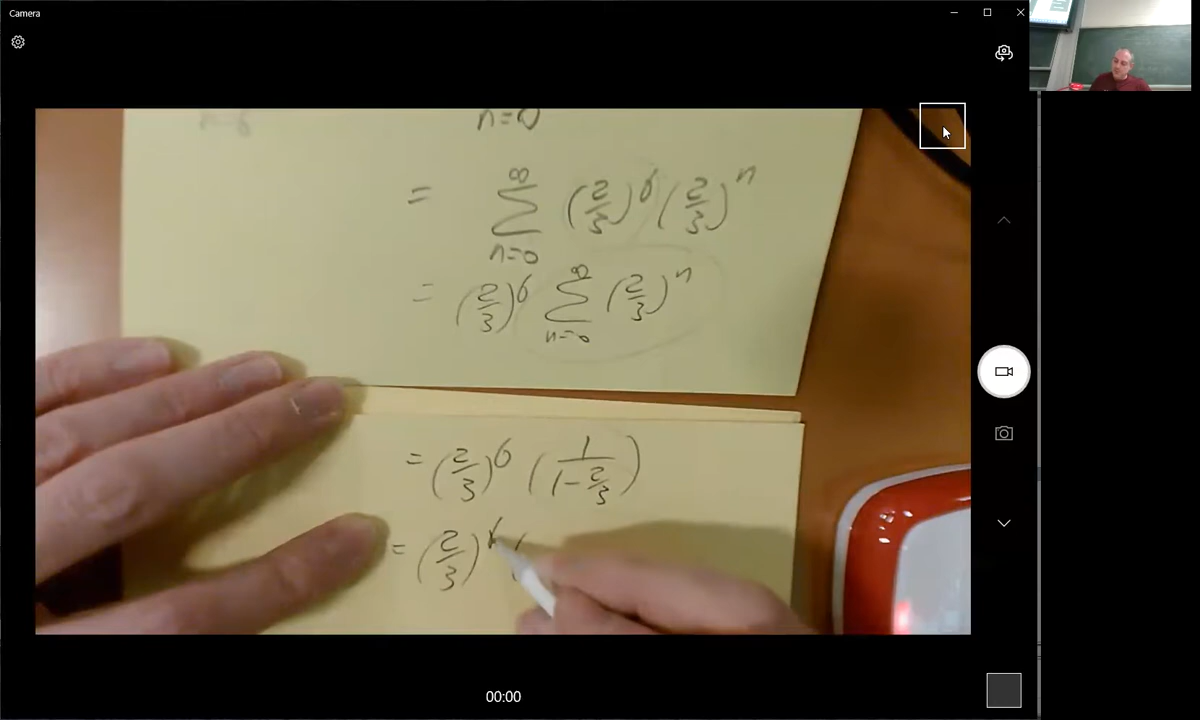 Camera
n=0
= ∑_{n=0}^{∞} (2/3)^6 (2/3)^n
= (2/3)^6 ∑_{n=0}^{∞} (2/3)^n
= (2/3)^6 (1/(1-2/3))
= (2/3)^6 (
00:00